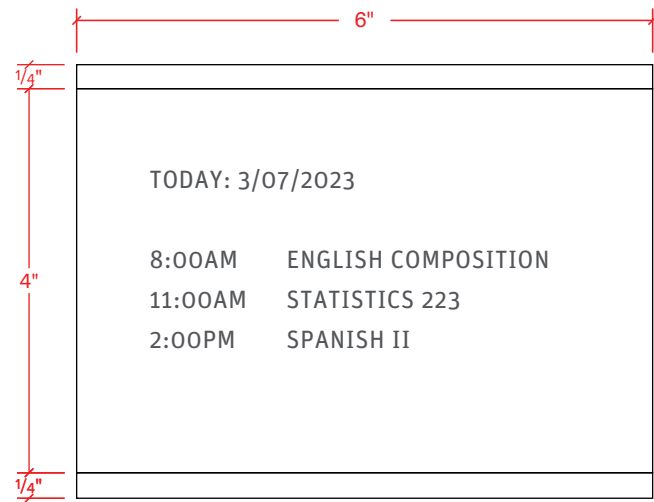 6"
1/4"
TODAY: 3/07/2023
8:00AM ENGLISH COMPOSITION
4"
11:00AM STATISTICS 223
2:00PM SPANISH II
1/4"